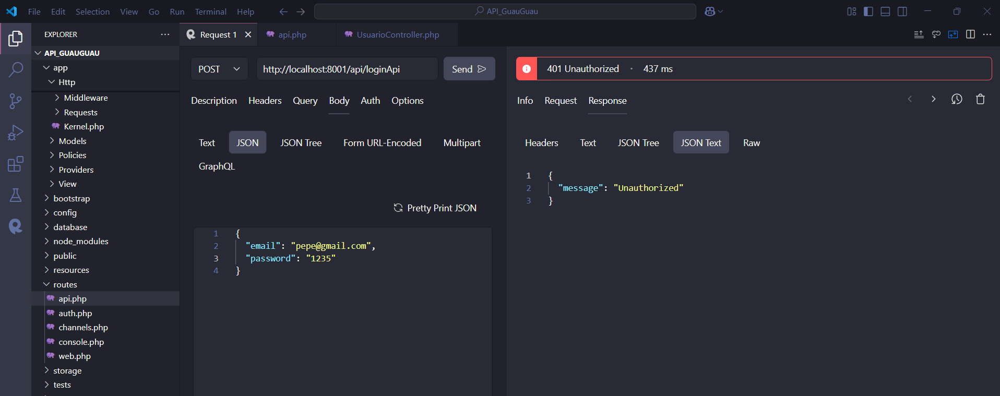 File Edit Selection View Go Run Terminal Help
API_GuauGuau
EXPLORER
API_GUAUGUAU
app
Http
Middleware
Requests
Kernel.php
Models
Policies
Providers
View
bootstrap
config
database
node_modules
public
resources
routes
api.php
auth.php
channels.php
console.php
web.php
storage
tests
Request 1
api.php
UsuarioController.php
POST
http://localhost:8001/api/loginApi
Send
Description Headers Query Body Auth Options
Text JSON JSON Tree Form URL-Encoded Multipart
GraphQL
Pretty Print JSON
1 {
2 "email": "pepe@gmail.com",
3 "password": "1235"
4 }
401 Unauthorized · 437 ms
Info Request Response
Headers Text JSON Tree JSON Text Raw
1 {
2 "message": "Unauthorized"
3 }